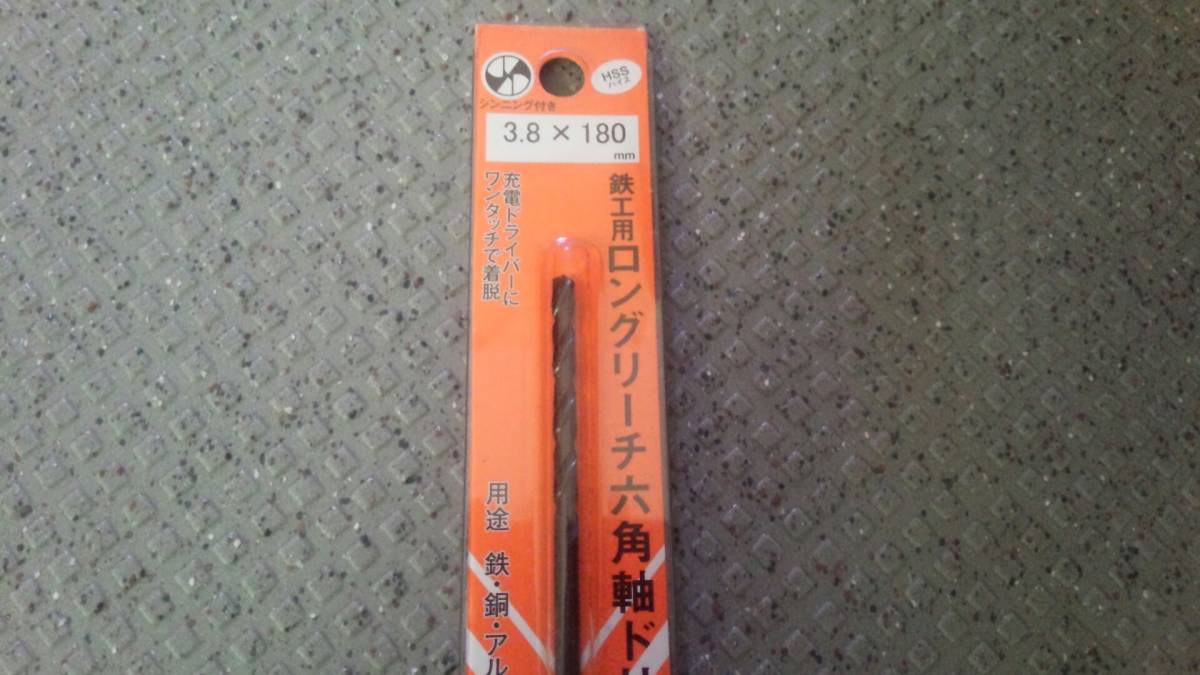 HSS
ハイス
シンニング付き
3.8 × 180
mm
鉄工用ロングリーチ六角軸ド
充電ドライバーに
ワンタッチで着脱
用途 鉄・銅・アル